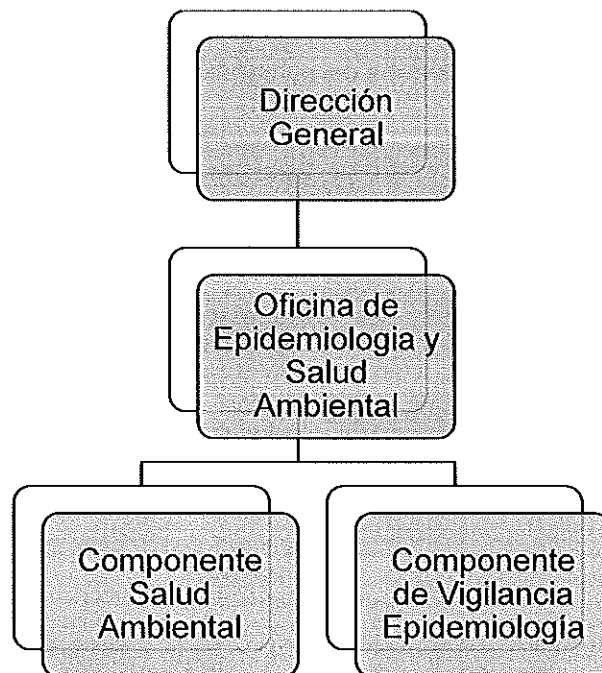 Dirección
General
Oficina de
Epidemiologia y
Salud
Ambiental
Componente
Salud
Ambiental
Componente
de Vigilancia
Epidemiología